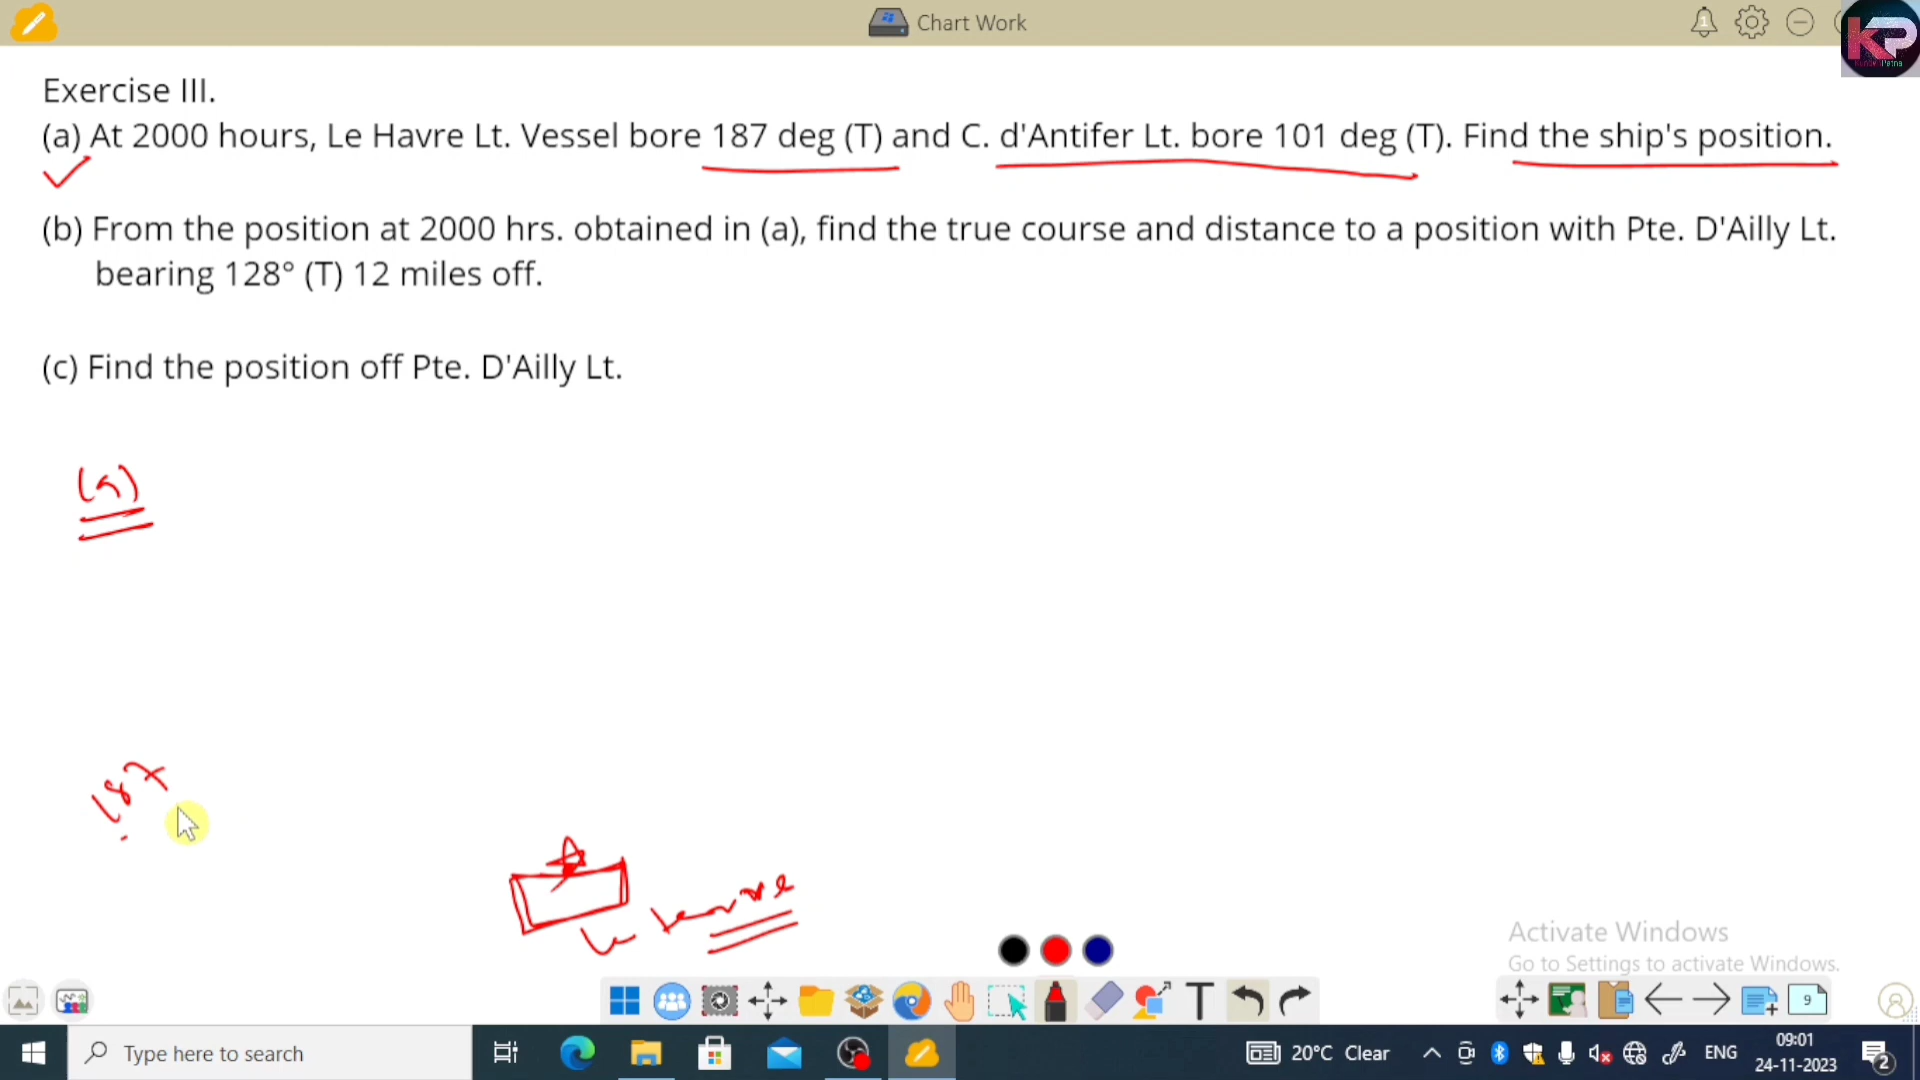 Chart Work
KP
Exercise III.
(a) At 2000 hours, Le Havre Lt. Vessel bore 187 deg (T) and C. d'Antifer Lt. bore 101 deg (T). Find the ship's position.
(b) From the position at 2000 hrs. obtained in (a), find the true course and distance to a position with Pte. D'Ailly Lt.
bearing 128° (T) 12 miles off.
(c) Find the position off Pte. D'Ailly Lt.
(a)
187
Activate Windows
Go to Settings to activate Windows.
9
Type here to search
20°C Clear
ENG
09:01
24-11-2023
2